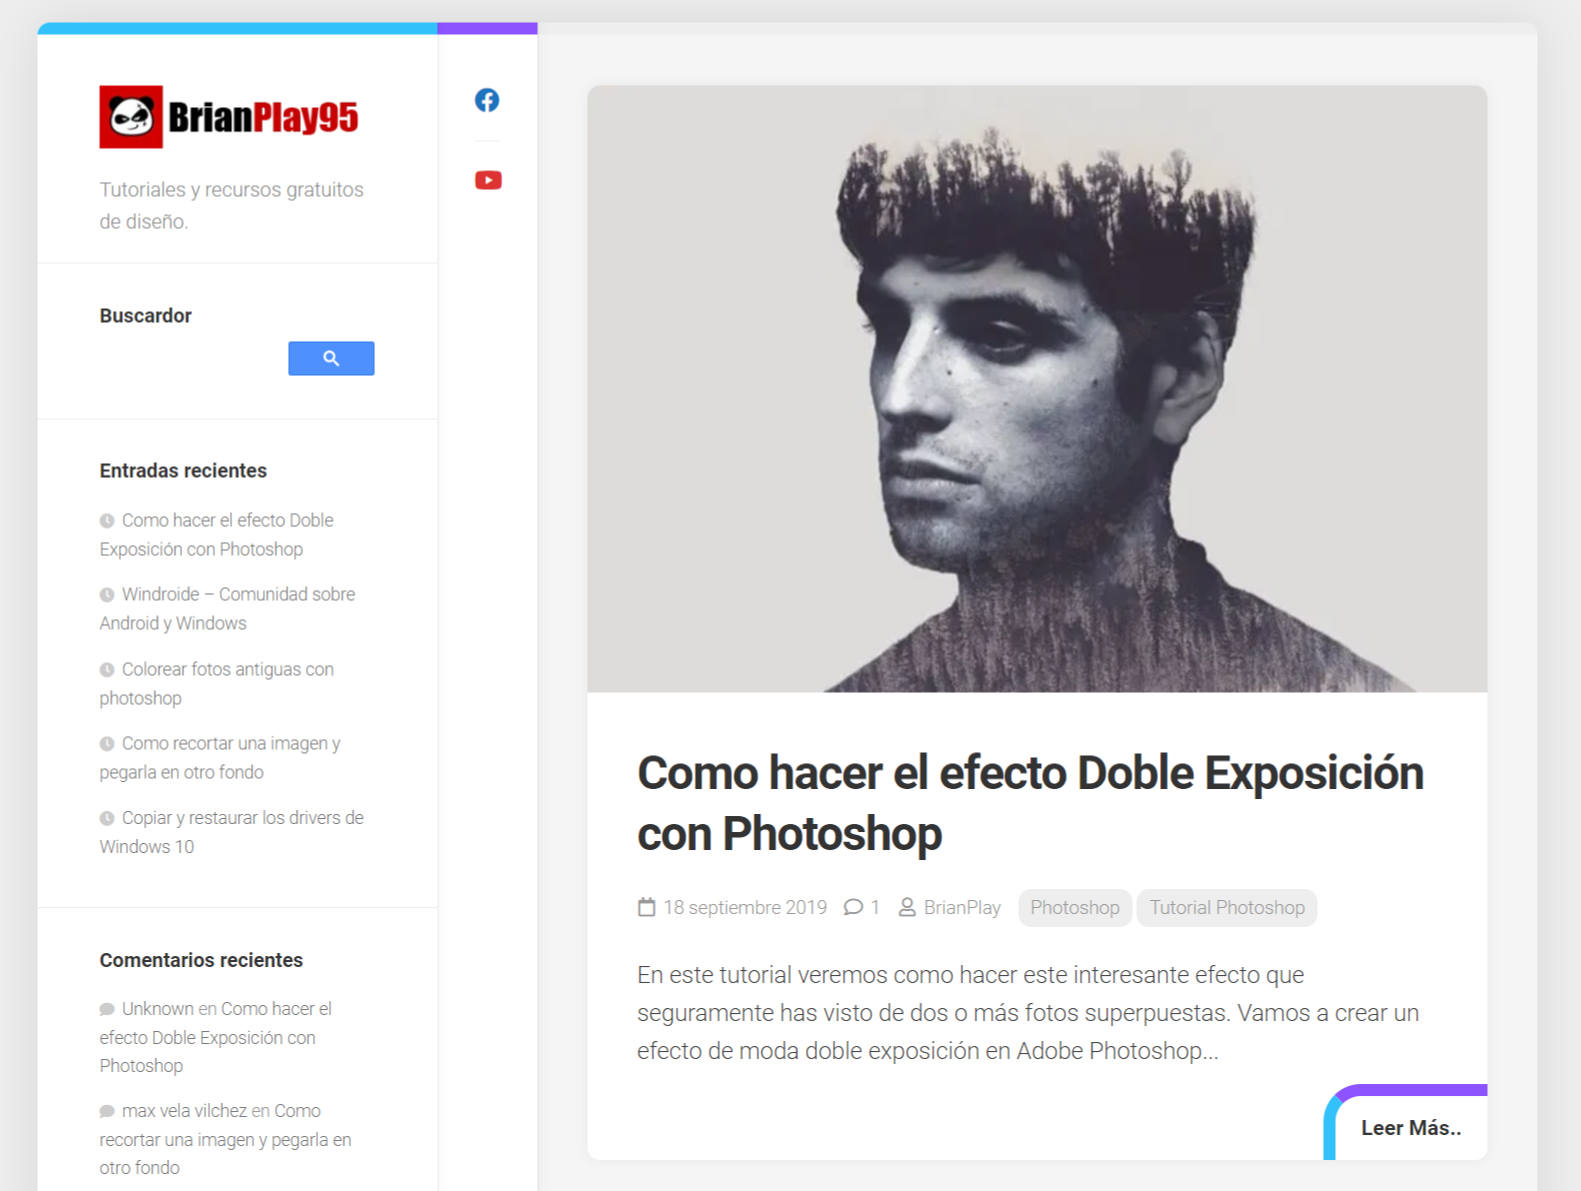 BrianPlay95
Tutoriales y recursos gratuitos
de diseño.
Buscardor
Entradas recientes
Como hacer el efecto Doble
Exposición con Photoshop
Windroide – Comunidad sobre
Android y Windows
Colorear fotos antiguas con
photoshop
Como recortar una imagen y
pegarla en otro fondo
Copiar y restaurar los drivers de
Windows 10
Comentarios recientes
Unknown en Como hacer el
efecto Doble Exposición con
Photoshop
max vela vilchez en Como
recortar una imagen y pegarla en
otro fondo
Como hacer el efecto Doble Exposición
con Photoshop
18 septiembre 2019 1 BrianPlay Photoshop Tutorial Photoshop
En este tutorial veremos como hacer este interesante efecto que
seguramente has visto de dos o más fotos superpuestas. Vamos a crear un
efecto de moda doble exposición en Adobe Photoshop...
Leer Más..